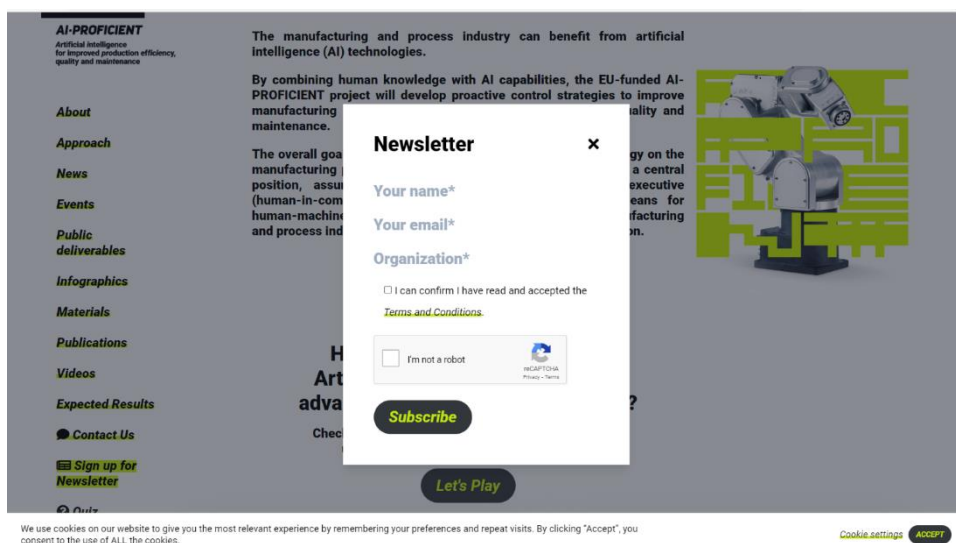 AI-PROFICIENT
Artificial intelligence
for improved production efficiency,
quality and maintenance
About
Approach
News
Events
Public
deliverables
Infographics
Materials
Publications
Videos
Expected Results
Contact Us
Sign up for
Newsletter
Quiz
The manufacturing and process industry can benefit from artificial
intelligence (AI) technologies.
By combining human knowledge with AI capabilities, the EU-funded AI-
PROFICIENT project will develop proactive control strategies to improve
manufacturing
and
maintenance.
The overall
gy on the
manufacturing
a central
position,
executive
(human-in-com
eans for
human-machine
and process ind
on.
H
Art
adva
?
Chec
Let's Play
Newsletter ×
Your name*
Your email*
Organization*
I can confirm I have read and accepted the
Terms and Conditions.
I'm not a robot
reCAPTCHA
Privacy - Terms
Subscribe
We use cookies on our website to give you the most relevant experience by remembering your preferences and repeat visits. By clicking "Accept", you
consent to the use of ALL the cookies.
Cookie settings
ACCEPT